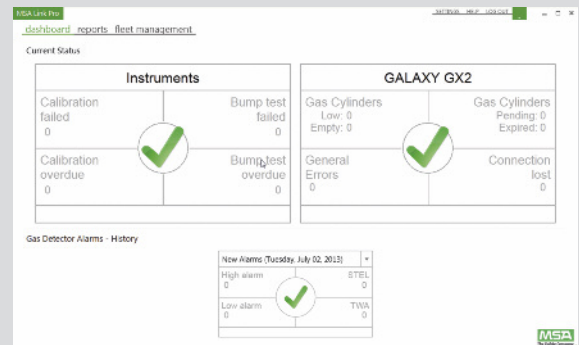 MSA Link Pro
SETTINGS HELP LOG OUT
dashboard reports fleet management
Current Status
Instruments
Calibration
failed
0
Bump test
failed
0
Calibration
overdue
0
Bump test
overdue
0
GALAXY GX2
Gas Cylinders
Low: 0
Empty: 0
Gas Cylinders
Pending: 0
Expired: 0
General
Errors
0
Connection
lost
0
Gas Detector Alarms - History
New Alarms (Tuesday, July 02, 2013)
High alarm
0
STEL
0
Low alarm
0
TWA
0
MSA